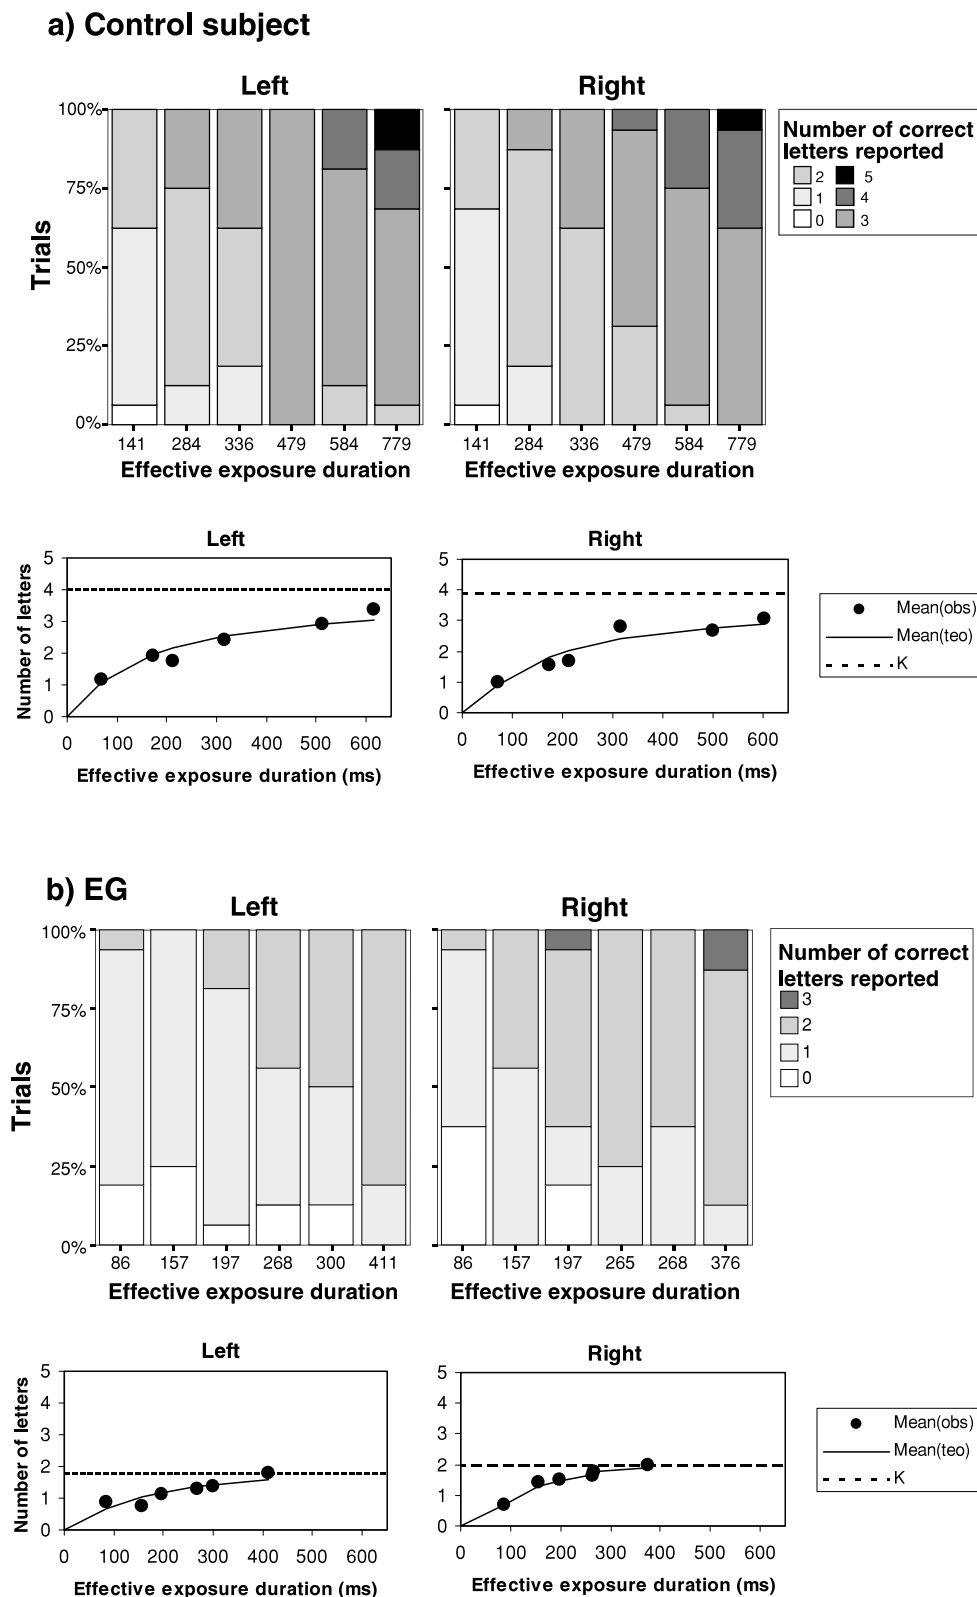 a) Control subject
Left
Right
100%
75%
50%
25%
0%
Trials
141 284 336 479 584 779
Effective exposure duration
141 284 336 479 584 779
Effective exposure duration
Number of correct
letters reported
2 5
1 4
0 3
Left
Number of letters
5
4
3
2
1
0
0 100 200 300 400 500 600
Effective exposure duration (ms)
Right
5
4
3
2
1
0
0 100 200 300 400 500 600
Effective exposure duration (ms)
Mean(obs)
Mean(teo)
K
b) EG
Left
Right
100%
75%
50%
25%
0%
Trials
86 157 197 268 300 411
Effective exposure duration
86 157 197 265 268 376
Effective exposure duration
Number of correct
letters reported
3
2
1
0
Left
Number of letters
5
4
3
2
1
0
0 100 200 300 400 500 600
Effective exposure duration (ms)
Right
5
4
3
2
1
0
0 100 200 300 400 500 600
Effective exposure duration (ms)
Mean(obs)
Mean(teo)
K